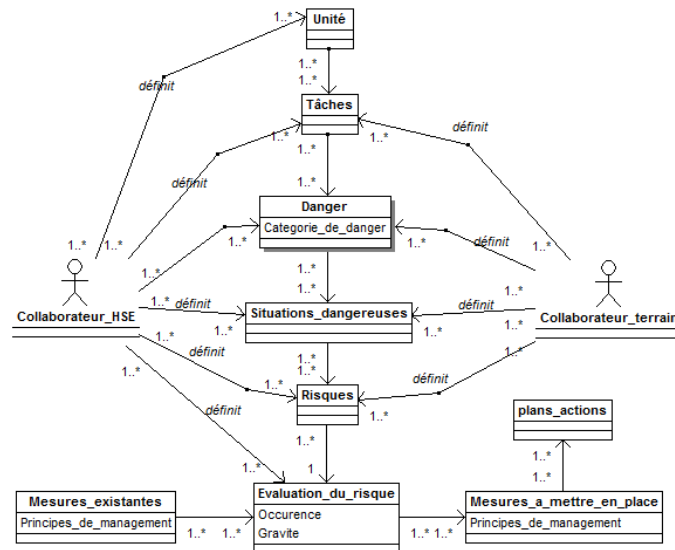 1..* Unité
définit
1..*
1..*
Tâches
1..* 1..*
définit
1..*
définit
1..*
Danger
Categorie_de_danger
1..* 1..*
1..* 1..*
définit
1..*
1..*
1..*
1..*
1..*
Collaborateur_HSE
1..* définit
1..*
Situations_dangereuses
définit
1..*
1..*
Collaborateur_terrain
1..*
1..*
1..*
1..*
1..*
définit
1..*
Risques
définit
1..*
1..*
définit
plans_actions
1..*
1..*
1
1..*
1..*
Mesures_existantes
Principes_de_management
1..* 1..*
Evaluation_du_risque
Occurence
Gravite
1..* 1..*
Mesures_a_mettre_en_place
Principes_de_management